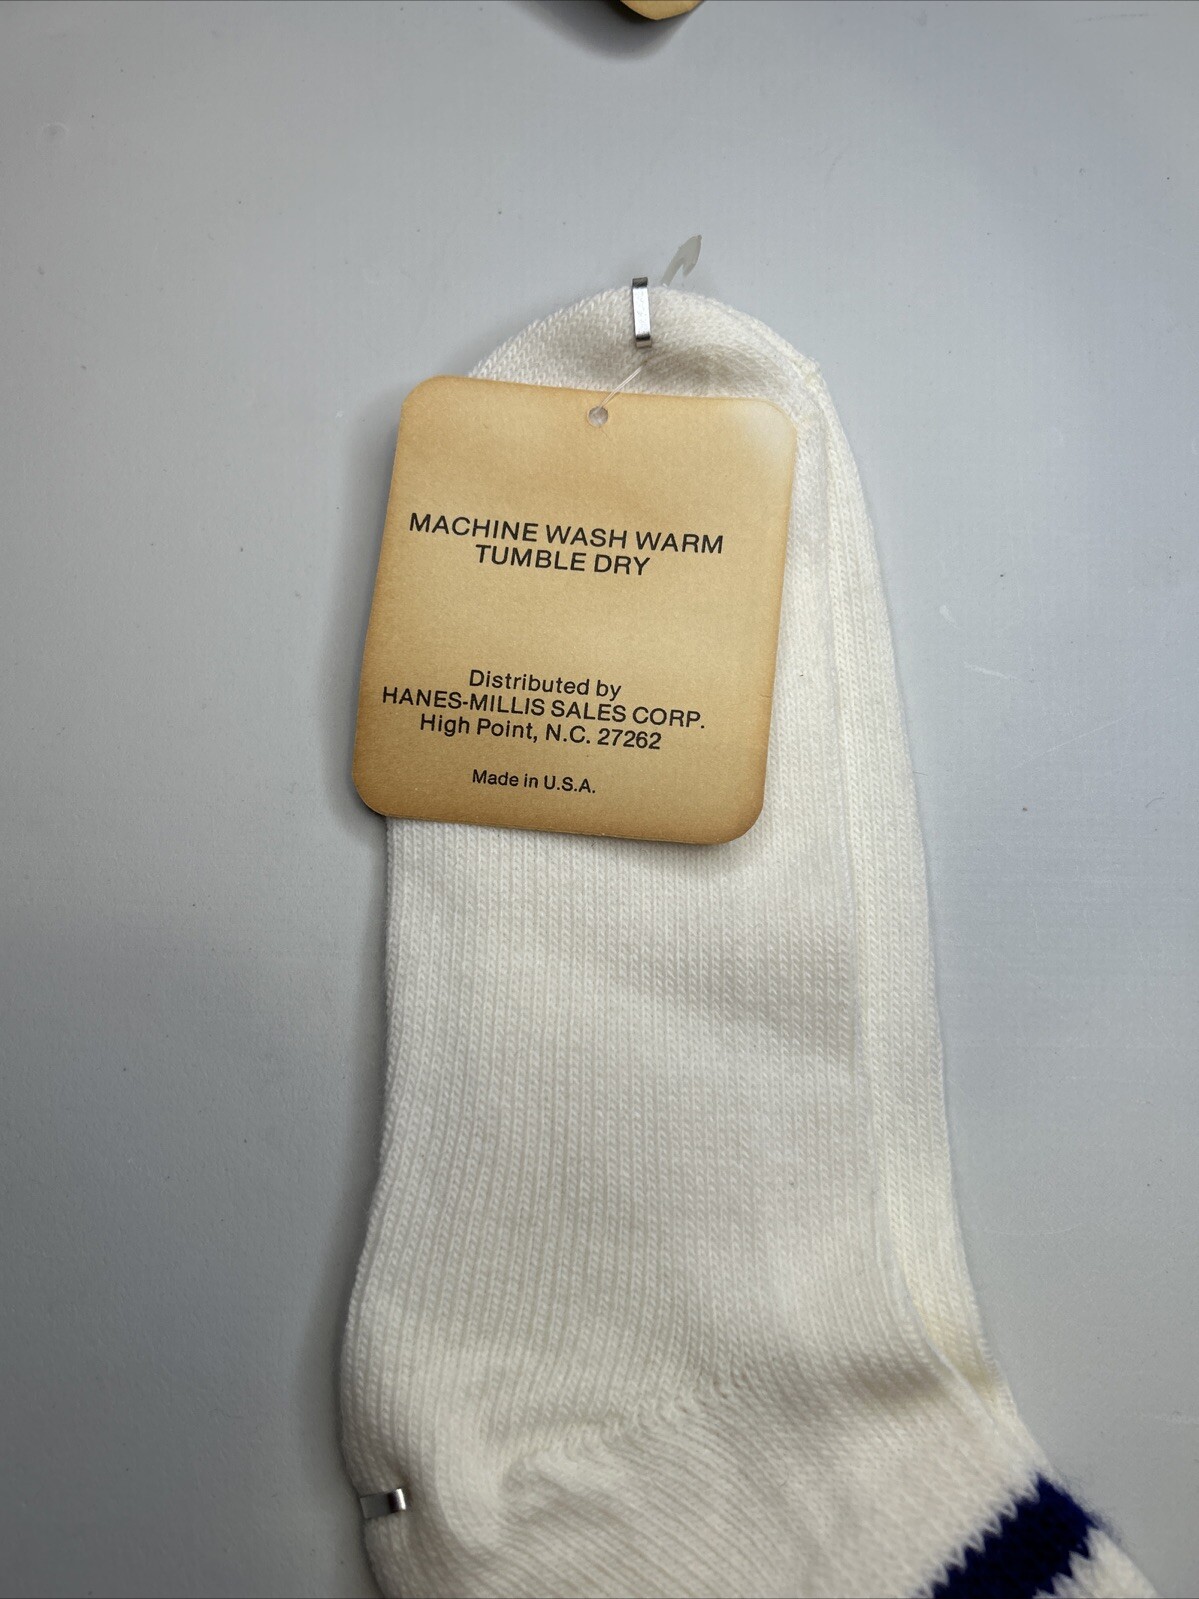 MACHINE WASH WARM
TUMBLE DRY
Distributed by
HANES-MILLIS SALES CORP.
High Point, N.C. 27262
Made in U.S.A.